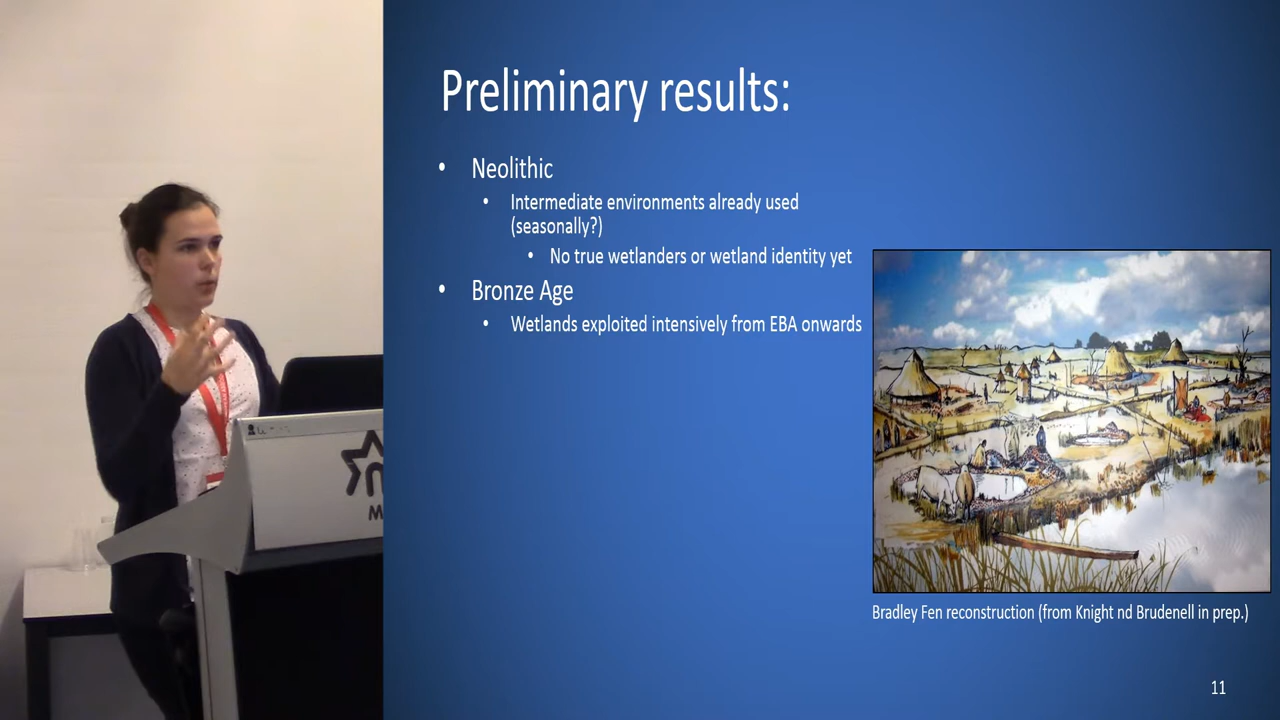 Preliminary results:
• Neolithic
• Intermediate environments already used
(seasonally?)
• No true wetlanders or wetland identity yet
• Bronze Age
• Wetlands exploited intensively from EBA onwards
Bradley Fen reconstruction (from Knight nd Brudenell in prep.)
11